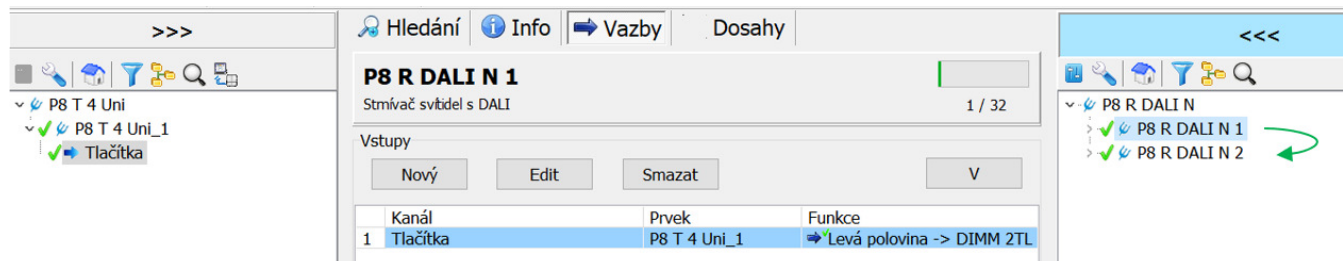 >>>
P8 T 4 Uni
P8 T 4 Uni_1
Tlačítka
Hledání Info Vazby Dosahy
P8 R DALI N 1
Stmívač svítidel s DALI 1 / 32
Vstupy
Nový Edit Smazat V
Kanál Prvek Funkce
1 Tlačítka P8 T 4 Uni_1 Levá polovina -> DIMM 2TL
<<<
P8 R DALI N
P8 R DALI N 1
P8 R DALI N 2